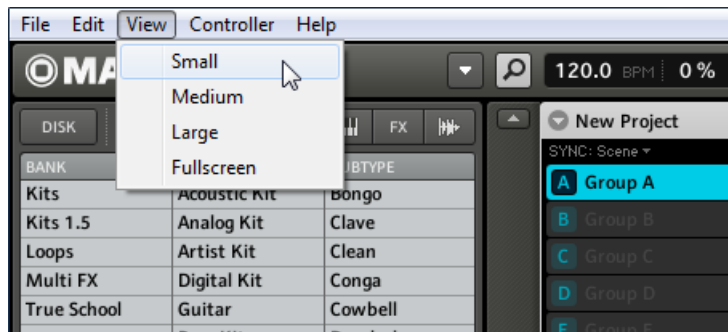 File Edit View Controller Help
Small
Medium
Large
Fullscreen
MA
120.0 BPM 0 %
DISK
FX
New Project
SYNC: Scene
BANK
UBTYPE
A Group A
B Group B
C Group C
D Group D
E Group E
Kits Acoustic Kit Bongo
Kits 1.5 Analog Kit Clave
Loops Artist Kit Clean
Multi FX Digital Kit Conga
True School Guitar Cowbell